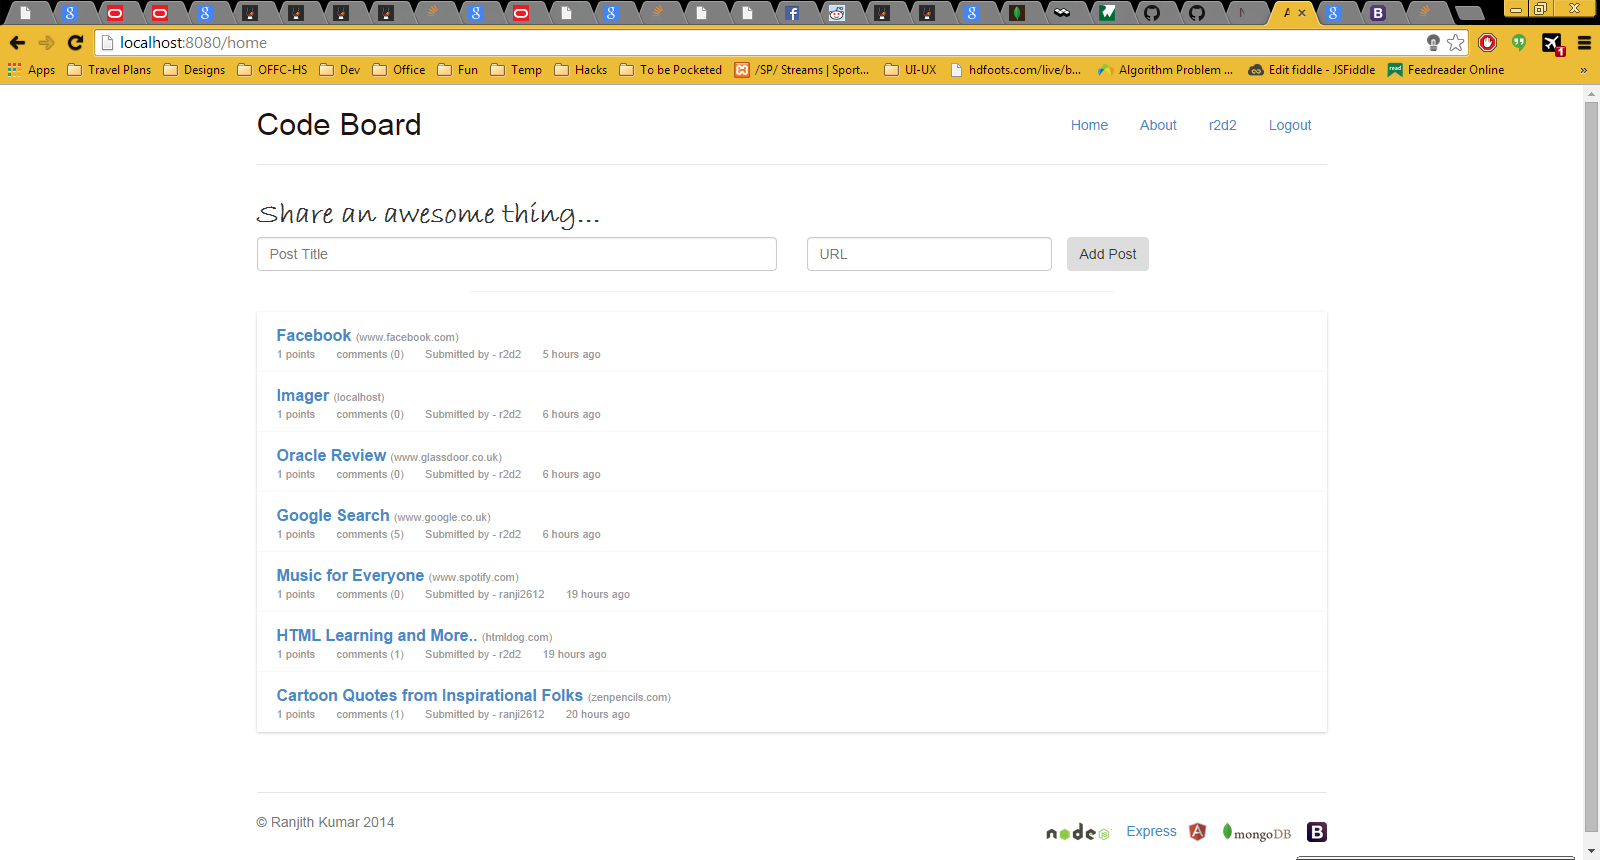 localhost:8080/home
Apps Travel Plans Designs OFFC-HS Dev Office Fun Temp Hacks To be Pocketed /SP/ Streams | Sport... UI-UX hdfoots.com/live/b... Algorithm Problem ... Edit fiddle - JSFiddle Feedreader Online »
Code Board Home About r2d2 Logout
Share an awesome thing...
Post Title URL Add Post
Facebook (www.facebook.com)
1 points comments (0) Submitted by - r2d2 5 hours ago
Imager (localhost)
1 points comments (0) Submitted by - r2d2 6 hours ago
Oracle Review (www.glassdoor.co.uk)
1 points comments (0) Submitted by - r2d2 6 hours ago
Google Search (www.google.co.uk)
1 points comments (5) Submitted by - r2d2 6 hours ago
Music for Everyone (www.spotify.com)
1 points comments (0) Submitted by - ranji2612 19 hours ago
HTML Learning and More.. (htmldog.com)
1 points comments (1) Submitted by - r2d2 19 hours ago
Cartoon Quotes from Inspirational Folks (zenpencils.com)
1 points comments (1) Submitted by - ranji2612 20 hours ago
© Ranjith Kumar 2014 node Express mongoDB B